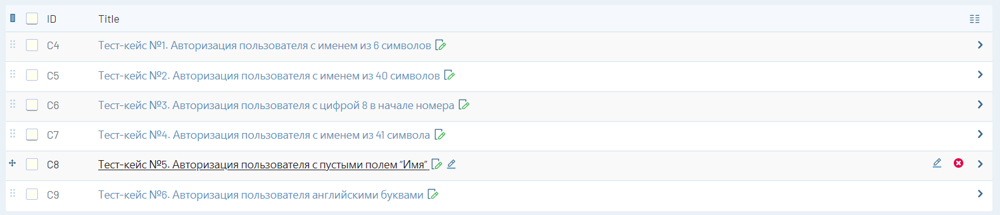 ID Title
C4 Тест-кейс №1. Авторизация пользователя с именем из 6 символов
C5 Тест-кейс №2. Авторизация пользователя с именем из 40 символов
C6 Тест-кейс №3. Авторизация пользователя с цифрой 8 в начале номера
C7 Тест-кейс №4. Авторизация пользователя с именем из 41 символа
C8 Тест-кейс №5. Авторизация пользователя с пустыми полем “Имя”
C9 Тест-кейс №6. Авторизация пользователя английскими буквами